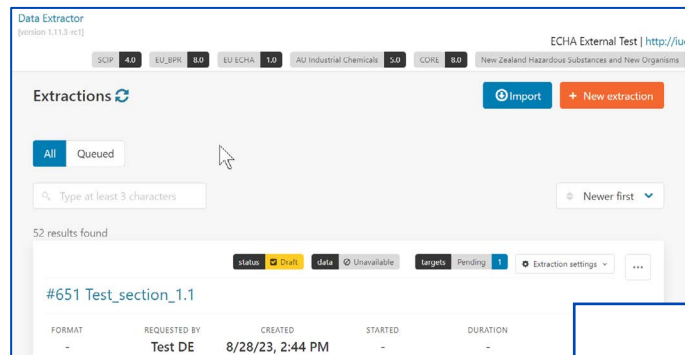 Data Extractor
[version 1.11.3-rc1]
ECHA External Test | http://iu
SCIP 4.0 EU_BPR 8.0 EU ECHA 1.0 AU Industrial Chemicals 5.0 CORE 8.0 New Zealand Hazardous Substances and New Organisms
Extractions
Import + New extraction
All Queued
Type at least 3 characters
Newer first
52 results found
status Draft data Unavailable targets Pending 1 Extraction settings ...
#651 Test_section_1.1
FORMAT REQUESTED BY CREATED STARTED DURATION
- Test DE 8/28/23, 2:44 PM - -